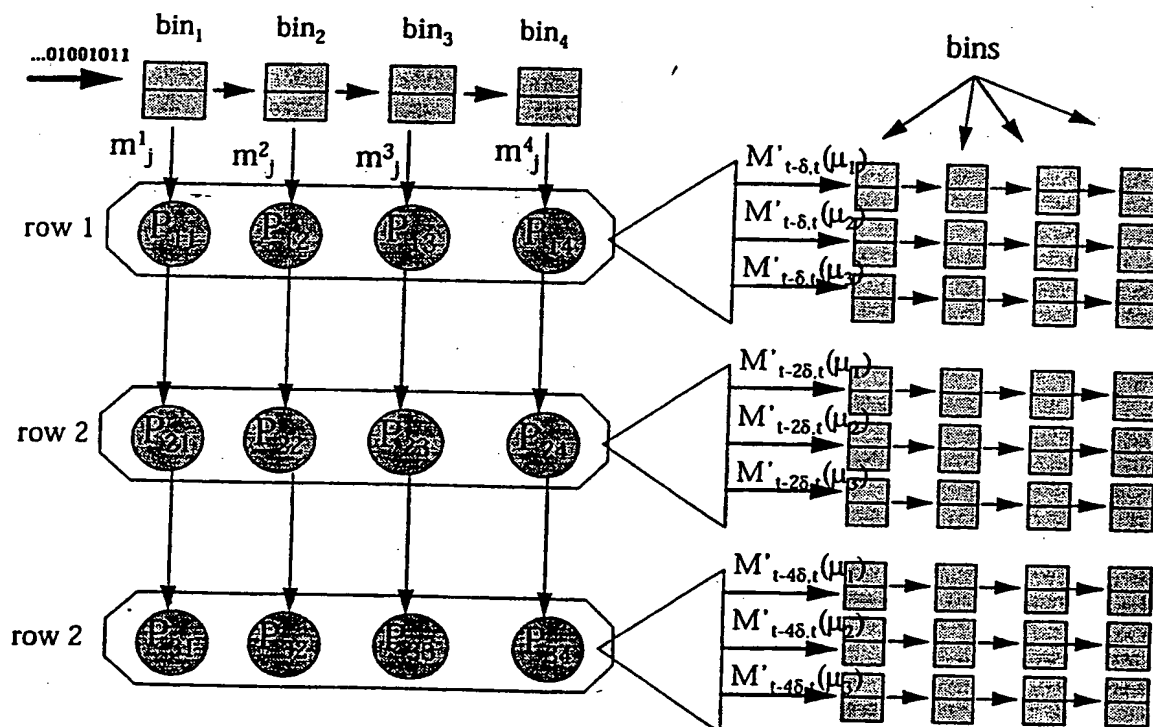 bin₁ bin₂ bin₃ bin₄
bins
...01001011
m¹ⱼ m²ⱼ m³ⱼ m⁴ⱼ
row 1
P₁₁ P₁₂ P₁₃ P₁₄
M'ₜ₋δ,ₜ(μ₁)
M'ₜ₋δ,ₜ(μ₂)
M'ₜ₋δ,ₜ(μ₃)
row 2
P₂₁ P₂₂ P₂₃ P₂₄
M'ₜ₋₂δ,ₜ(μ₁)
M'ₜ₋₂δ,ₜ(μ₂)
M'ₜ₋₂δ,ₜ(μ₃)
row 2
P₃₁ P₃₂ P₃₃ P₃₄
M'ₜ₋₄δ,ₜ(μ₁)
M'ₜ₋₄δ,ₜ(μ₂)
M'ₜ₋₄δ,ₜ(μ₃)